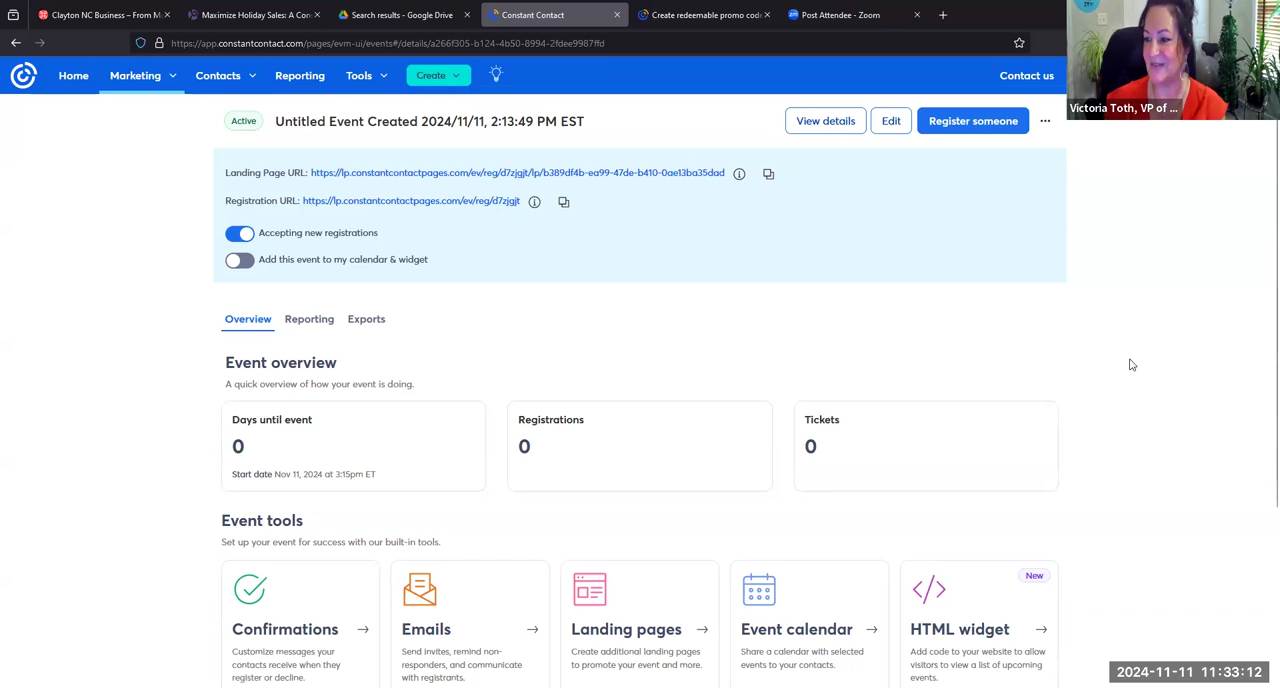 Clayton NC Business – From M
Maximize Holiday Sales: A Con
Search results - Google Drive
Constant Contact
Create redeemable promo cod
Post Attendee - Zoom
https://app.constantcontact.com/pages/evm-ui/events#/details/a266f305-b124-4b50-8994-2fdee9987ffd
Home
Marketing
Contacts
Reporting
Tools
Create
Contact us
Victoria Toth, VP of ...
Active
Untitled Event Created 2024/11/11, 2:13:49 PM EST
View details
Edit
Register someone
Landing Page URL: https://lp.constantcontactpages.com/ev/reg/d7zjgjt/lp/b389df4b-ea99-47de-b410-0ae13ba35dad
Registration URL: https://lp.constantcontactpages.com/ev/reg/d7zjgjt
Accepting new registrations
Add this event to my calendar & widget
Overview
Reporting
Exports
Event overview
A quick overview of how your event is doing.
Days until event
0
Start date Nov 11, 2024 at 3:15pm ET
Registrations
0
Tickets
0
Event tools
Set up your event for success with our built-in tools.
Confirmations
Customize messages your
contacts receive when they
register or decline.
Emails
Send invites, remind non-
responders, and communicate
with registrants.
Landing pages
Create additional landing
pages to promote your event
and more.
Event calendar
Share a calendar with selected
events to your contacts.
New
HTML widget
Add code to your website to allow
visitors to view a list of upcoming
events.
2024-11-11 11:33:12